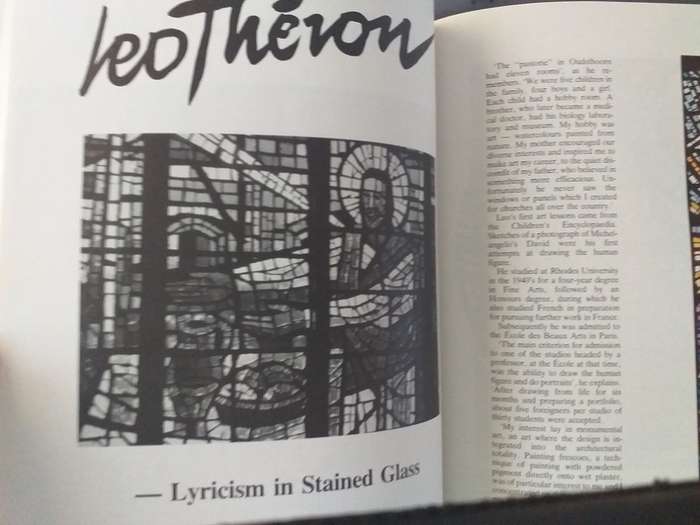 Leo Théron
— Lyricism in Stained Glass
'The "pastorie" in Oudtshoorn
had eleven rooms', as he re-
members. 'We were five children in
the family, four boys and a girl.
Each child had a hobby room. A
brother, who later became a medi-
cal doctor, had his biology labora-
tory and museum. My hobby was
art — watercolours painted from
nature. My mother encouraged our
diverse interests and inspired me to
make art my career, to the quiet dis-
comfit of my father, who believed in
something more efficacious. Un-
he never saw the
windows or panels which I created
for churches all over the country.'
Leo's first art lessons come from
the Children's Encyclopaedia.
Sketches of a photograph of Michel-
angelo's David were his first
attempts at drawing the human
figure.
He studied at Rhodes University
in the 1940's for a four-year degree
in Fine Arts, followed by an
Honours degree, during which he
also studied French in preparation
for pursuing further work in France.
Subsequently he was admitted to
the École des Beaux Arts in Paris.
'The main criterion for admission
to one of the studios headed by a
professor, at the École at that time,
was the ability to draw the human
figure and do portraits', he explains.
'After drawing from life for six
months and preparing a portfolio,
about five foreigners per studio of
thirty students were accepted.
'My interest lay in monumental
art, an art where the design is in-
tegrated into the architectural
totality. Painting frescoes, a tech-
nique of painting with powdered
pigment directly onto wet plaster,
was of particular interest to me and